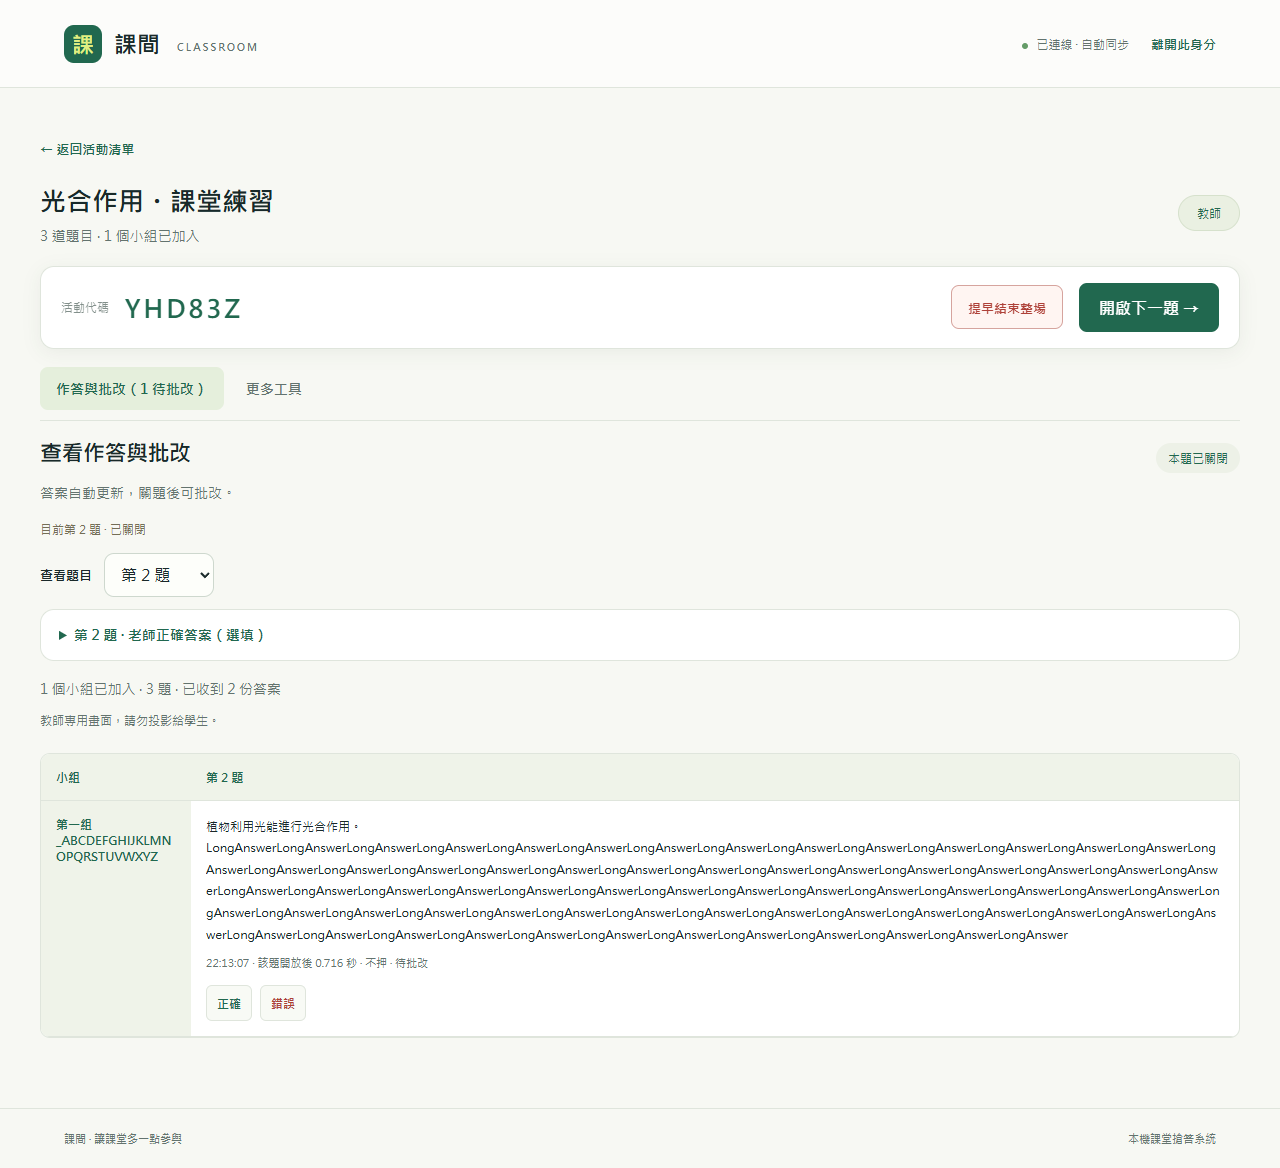 課 課間 CLASSROOM
已連線 · 自動同步 離開此身分
← 返回活動清單
光合作用 · 課堂練習
教師
3 道題目 · 1 個小組已加入
活動代碼 YHD83Z 提早結束整場 開啟下一題 →
作答與批改（1 待批改） 更多工具
查看作答與批改
本題已關閉
答案自動更新，關題後可批改。
目前第 2 題 · 已關閉
查看題目 第 2 題
第 2 題 · 老師正確答案（選填）
1 個小組已加入 · 3 題 · 已收到 2 份答案
教師專用畫面，請勿投影給學生。
小組 第 2 題
第一組
_ABCDEFGHIJKLMN
OPQRSTUVWXYZ
植物利用光能進行光合作用。
LongAnswerLongAnswerLongAnswerLongAnswerLongAnswerLongAnswerLongAnswerLongAnswerLongAnswerLongAnswerLongAnswerLongAnswerLongAnswerLongAnswerLong
AnswerLongAnswerLongAnswerLongAnswerLongAnswerLongAnswerLongAnswerLongAnswerLongAnswerLongAnswerLongAnswerLongAnswerLongAnswerLongAnswerLongAnsw
erLongAnswerLongAnswerLongAnswerLongAnswerLongAnswerLongAnswerLongAnswerLongAnswerLongAnswerLongAnswerLongAnswerLongAnswerLongAnswerLongAnswerLon
gAnswerLongAnswerLongAnswerLongAnswerLongAnswerLongAnswerLongAnswerLongAnswerLongAnswerLongAnswerLongAnswerLongAnswerLongAnswerLongAnswerLongAns
werLongAnswerLongAnswerLongAnswerLongAnswerLongAnswerLongAnswerLongAnswerLongAnswerLongAnswerLongAnswerLongAnswerLongAnswer
22:13:07 · 該題開放後 0.716 秒 · 不押 · 待批改
正確 錯誤
課間 · 讓課堂多一點參與
本機課堂搶答系統